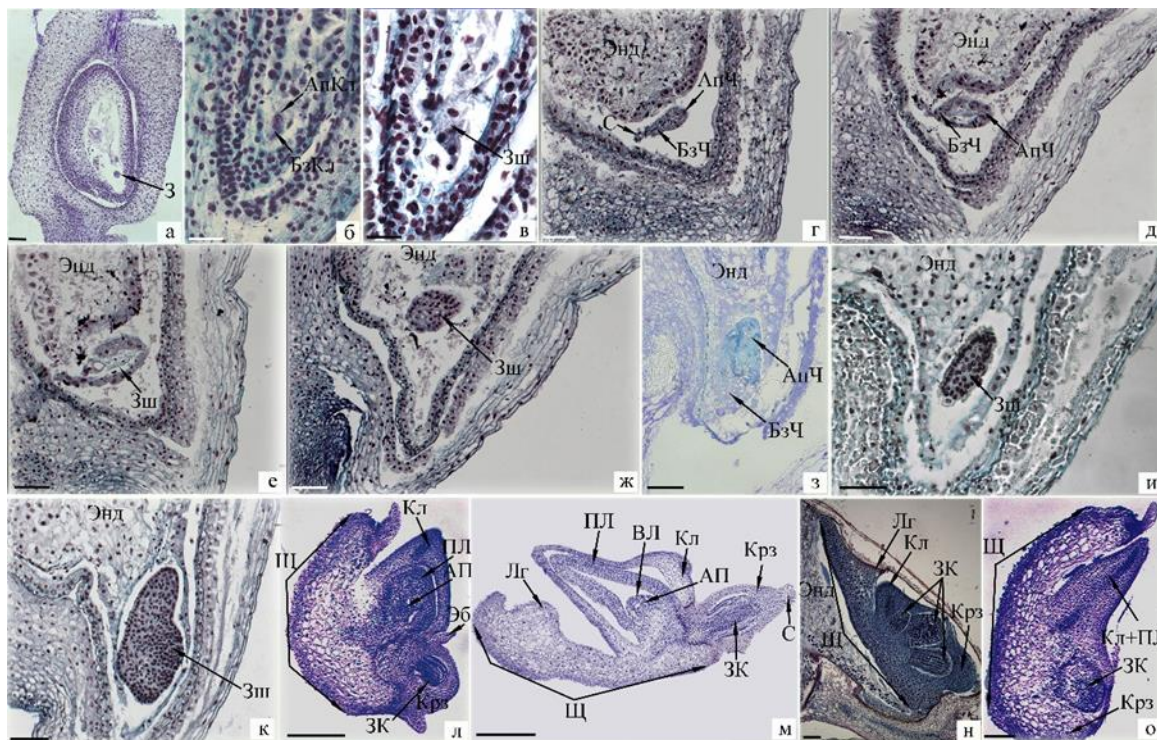 З
а
АпКл
БзКл
б
Зш
в
Энд
АпЧ
С
БзЧ
г
Энд
БзЧ
АпЧ
д
Энд
Зш
е
Энд
Зш
ж
Энд
АпЧ
БзЧ
з
Энд
Зш
и
Энд
Зш
к
Кл
Щ
ПЛ
АП
Эб
Крз
ЗК
л
ПЛ
ВЛ
Кл
Лг
АП
Крз
С
ЗК
Щ
м
Лг
Кл
ЗК
Энд
Крз
Щ
н
Щ
Кл+ПЛ
ЗК
Крз
о